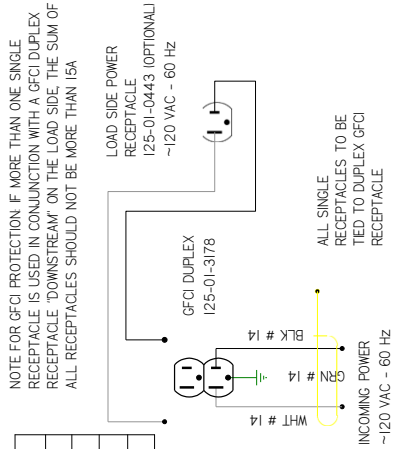 NOTE FOR GFCI PROTECTION: IF MORE THAN ONE SINGLE
RECEPTACLE IS USED IN CONJUNCTION WITH A GFCI DUPLEX
RECEPTACLE "DOWNSTREAM" ON THE LOAD SIDE, THE SUM OF
ALL RECEPTACLES SHOULD NOT BE MORE THAN 15A
LOAD SIDE POWER
RECEPTACLE
125-01-0443 (OPTIONAL)
~120 VAC - 60 Hz
GFCI DUPLEX
125-01-3178
ALL SINGLE
RECEPTACLES TO BE
TIED TO DUPLEX GFCI
RECEPTACLE
BLK # 14
GRN # 14
WHT # 14
INCOMING POWER
~120 VAC - 60 Hz